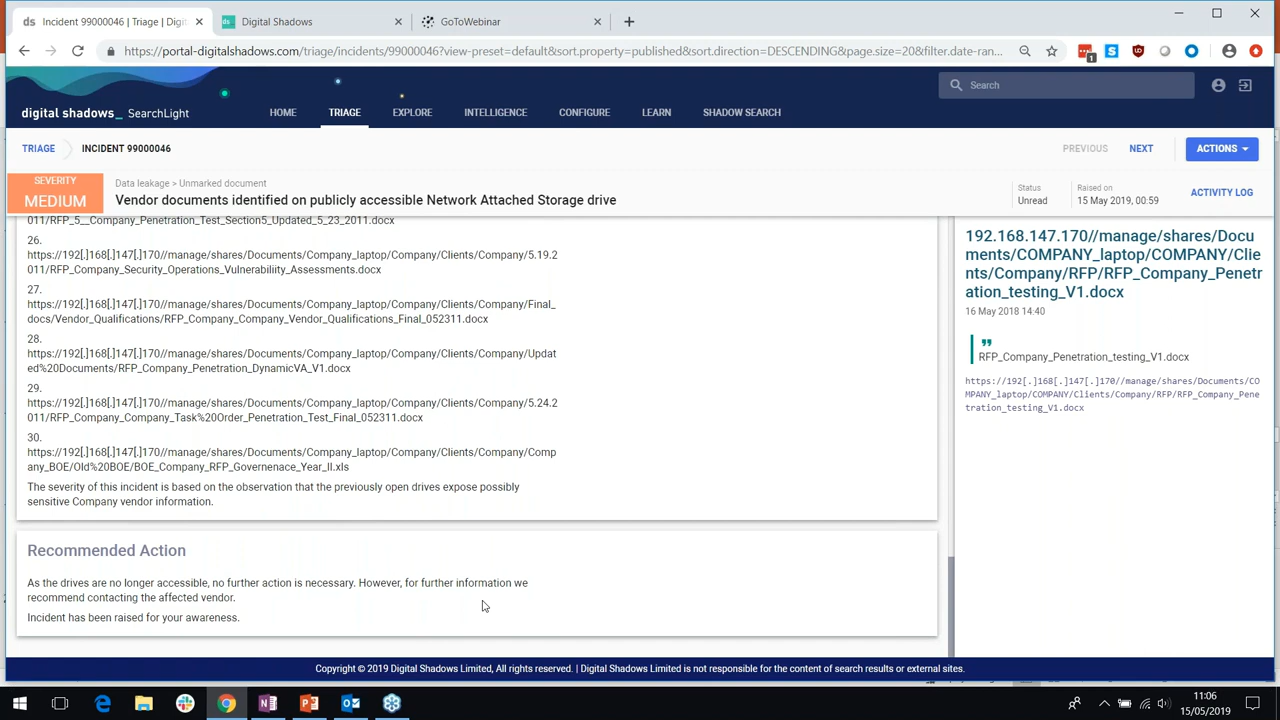 ds Incident 99000046 | Triage | Digit
ds Digital Shadows
GoToWebinar
https://portal-digitalshadows.com/triage/incidents/99000046?view-preset=default&sort.property=published&sort.direction=DESCENDING&page.size=20&filter.date-ran...
1
digital shadows_ SearchLight
HOME
TRIAGE
EXPLORE
INTELLIGENCE
CONFIGURE
LEARN
SHADOW SEARCH
Search
TRIAGE
INCIDENT 99000046
PREVIOUS
NEXT
ACTIONS
SEVERITY
MEDIUM
Data leakage > Unmarked document
Vendor documents identified on publicly accessible Network Attached Storage drive
Status
Unread
Raised on
15 May 2019, 00:59
ACTIVITY LOG
011/RFP_5__Company_Penetration_Test_Section5_Updated_5_23_2011.docx
26.
https://192[.]168[.]147[.]170//manage/shares/Documents/Company_laptop/Company/Clients/Company/5.19.2
011/RFP_Company_Security_Operations_Vulnerability_Assessments.docx
27.
https://192[.]168[.]147[.]170//manage/shares/Documents/Company_laptop/Company/Clients/Company/Final_
docs/Vendor_Qualifications/RFP_Company_Company_Vendor_Qualifications_Final_052311.docx
28.
https://192[.]168[.]147[.]170//manage/shares/Documents/Company_laptop/Company/Clients/Company/Updat
ed%20Documents/RFP_Company_Penetration_DynamicVA_V1.docx
29.
https://192[.]168[.]147[.]170//manage/shares/Documents/Company_laptop/Company/Clients/Company/5.24.2
011/RFP_Company_Company_Task%20Order_Penetration_Test_Final_052311.docx
30.
https://192[.]168[.]147[.]170//manage/shares/Documents/Company_laptop/Company/Clients/Company/Comp
any_BOE/Old%20BOE/BOE_Company_RFP_Governenace_Year_II.xls
The severity of this incident is based on the observation that the previously open drives expose possibly
sensitive Company vendor information.
Recommended Action
As the drives are no longer accessible, no further action is necessary. However, for further information we
recommend contacting the affected vendor.
Incident has been raised for your awareness.
192.168.147.170//manage/shares/Docu
ments/COMPANY_laptop/COMPANY/Clie
nts/Company/RFP/RFP_Company_Penetr
ation_testing_V1.docx
16 May 2018 14:40
RFP_Company_Penetration_testing_V1.docx
https://192[.]168[.]147[.]170//manage/shares/Documents/CO
MPANY_laptop/COMPANY/Clients/Company/RFP/RFP_Company_Pene
tration_testing_V1.docx
Copyright © 2019 Digital Shadows Limited, All rights reserved. | Digital Shadows Limited is not responsible for the content of search results or external sites.
11:06
15/05/2019